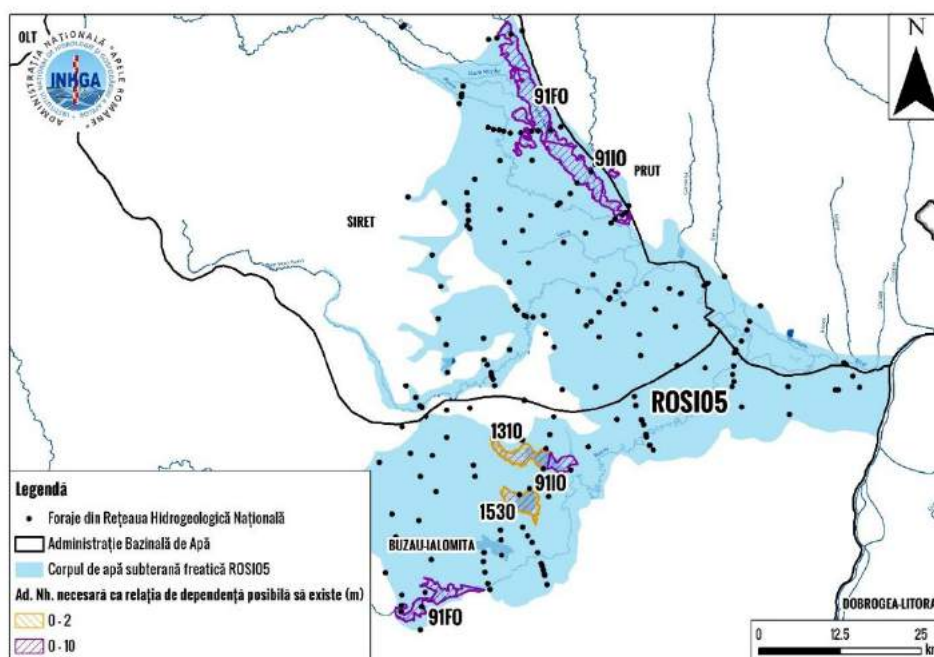 OLT
ADMINISTRAȚIA NAȚIONALĂ "APELE ROMÂNE"
INHGA
N
91F0
91I0
PRUT
SIRET
ROSI05
1310
91I0
1530
BUZAU-IALOMITA
91F0
DOBROGEA-LITORA
Legendă
Foraje din Rețeaua Hidrogeologică Națională
Administrație Bazinală de Apă
Corpul de apă subterană freatică ROSI05
Ad. Nh. necesară ca relația de dependență posibilă să existe (m)
0 - 2
0 - 10
0 12.5 25
km